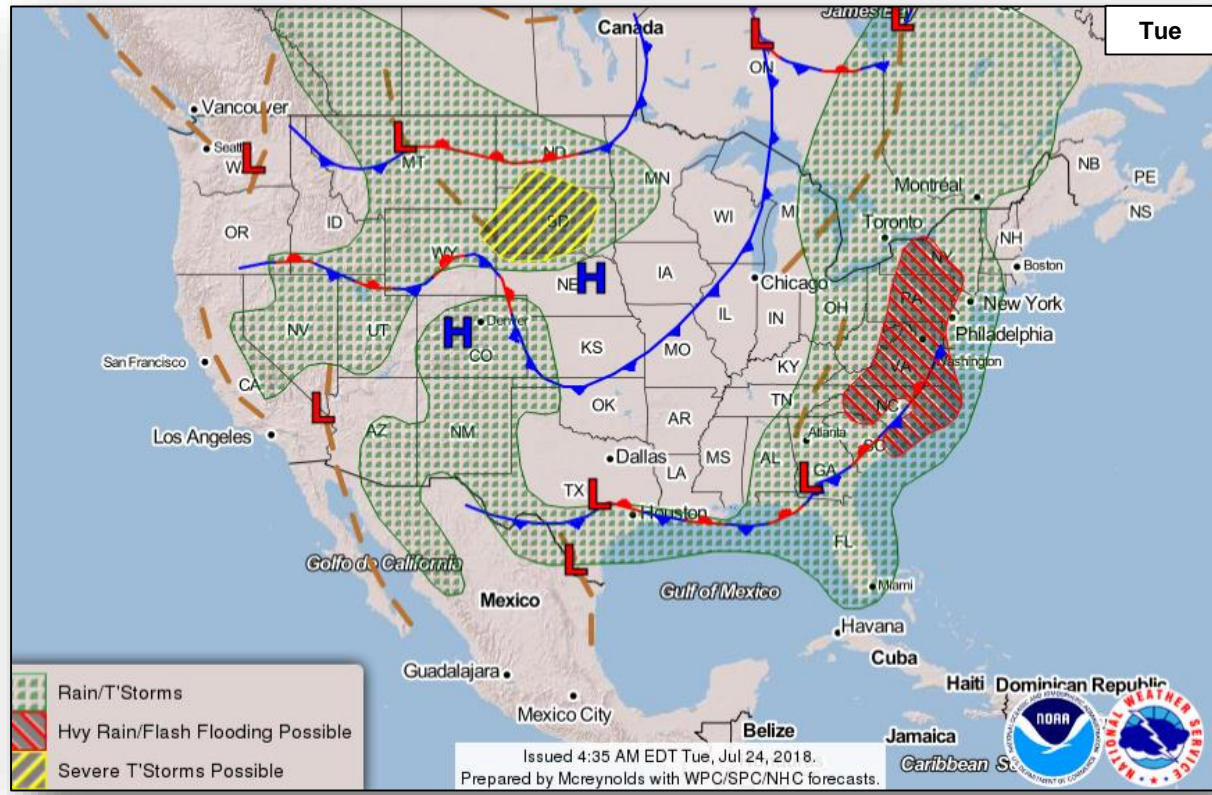 Tue
James Bay
L
Canada
L
ON
Vancouver
Seatt
W
L
L
MT
ND
MN
Montréal
NB
PE
NS
OR
ID
SD
WI
M
Toronto
NH
NY
Boston
WY
NE
H
IA
Chicago
OH
PA
New York
NV
UT
H
Denver
CO
IL
IN
Philadelphia
San Francisco
KS
MO
KY
VA
Washington
CA
L
TN
NC
Los Angeles
AZ
NM
OK
AR
Atlanta
SC
Dallas
MS
AL
L
GA
LA
TX
L
Houston
FL
Golfo de California
L
Miami
Mexico
Gulf of Mexico
Havana
Cuba
Guadalajara
Haiti
Dominican Republic
Mexico City
Belize
Jamaica
Caribbean
Rain/T'Storms
Hvy Rain/Flash Flooding Possible
Severe T'Storms Possible
Issued 4:35 AM EDT Tue, Jul 24, 2018.
Prepared by Mcreynolds with WPC/SPC/NHC forecasts.
NOAA
NATIONAL WEATHER SERVICE